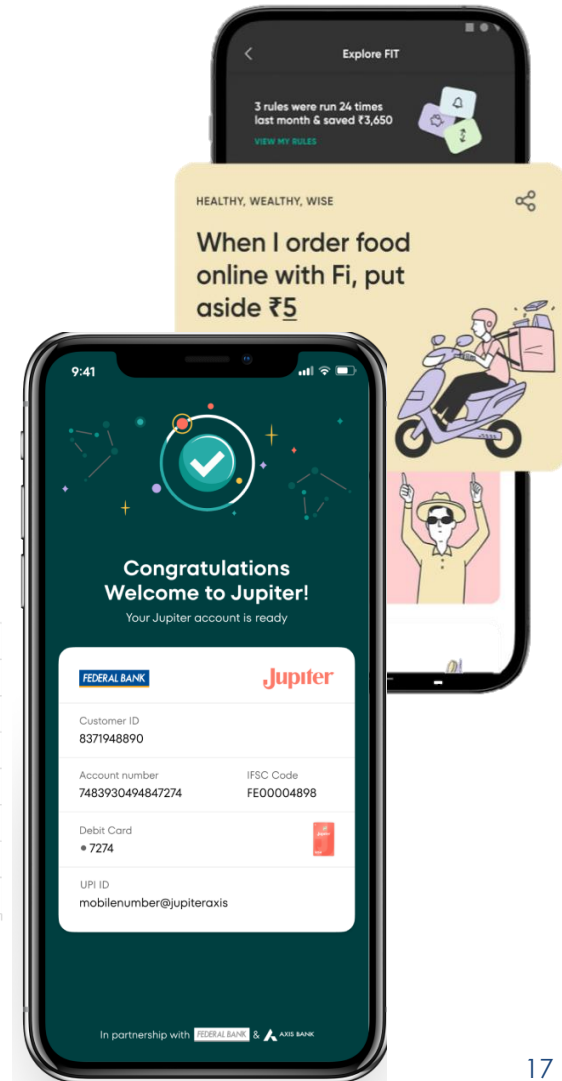 Explore FIT
3 rules were run 24 times
last month & saved ₹3,650
VIEW MY RULES
HEALTHY, WEALTHY, WISE
When I order food
online with Fi, put
aside ₹5
9:41
Congratulations
Welcome to Jupiter!
Your Jupiter account is ready
FEDERAL BANK
Jupiter
Customer ID
8371948890
Account number
IFSC Code
7483930494847274
FE00004898
Debit Card
• 7274
UPI ID
mobilenumber@jupiteraxis
In partnership with FEDERAL BANK & AXIS BANK
17